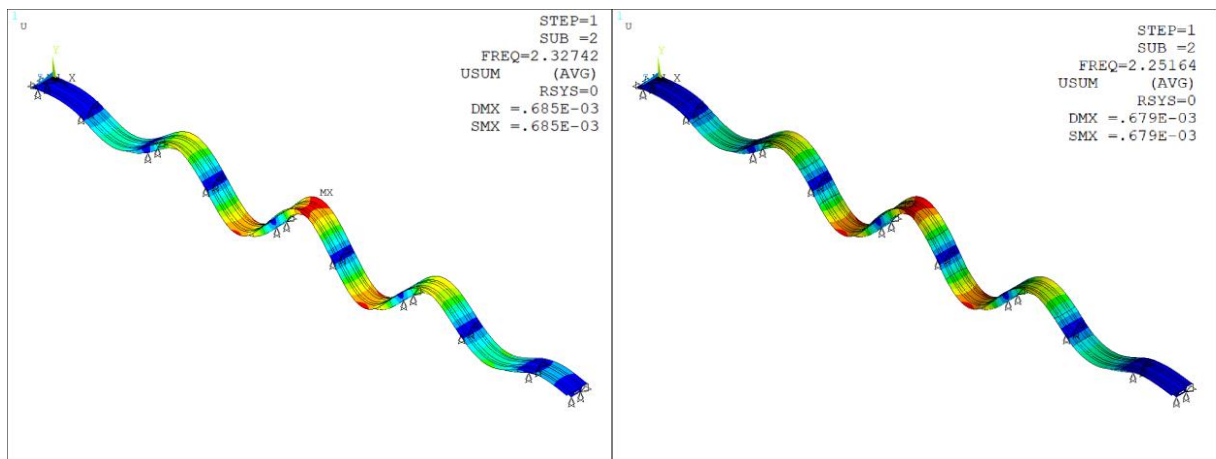 1
U
STEP=1
SUB =2
FREQ=2.32742
USUM (AVG)
RSYS=0
DMX =.685E-03
SMX =.685E-03
Y
X
MX
1
U
STEP=1
SUB =2
FREQ=2.25164
USUM (AVG)
RSYS=0
DMX =.679E-03
SMX =.679E-03
Y
X